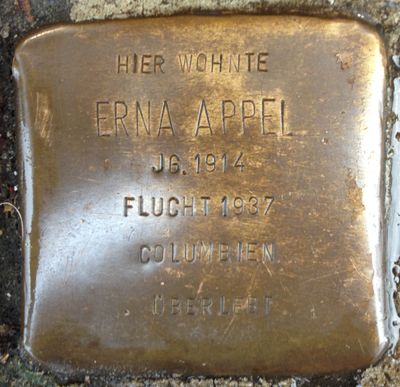 HIER WOHNTE
ERNA APPEL
JG. 1914
FLUCHT 1937
COLUMBIEN
ÜBERLEBT